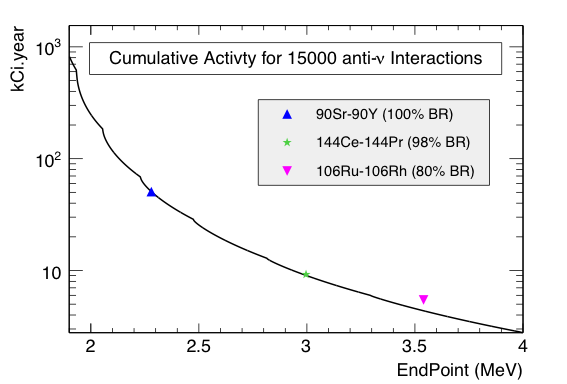 kCi.year
10³
10²
10
Cumulative Activty for 15000 anti-ν Interactions
90Sr-90Y (100% BR)
144Ce-144Pr (98% BR)
106Ru-106Rh (80% BR)
2 2.5 3 3.5 4
EndPoint (MeV)